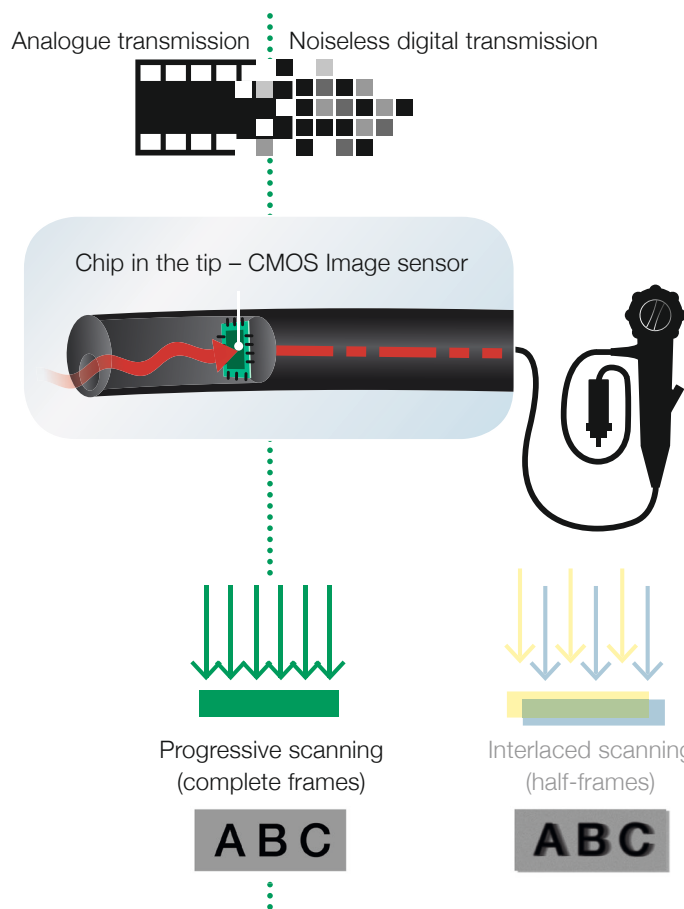 Analogue transmission
Noiseless digital transmission
Chip in the tip – CMOS Image sensor
Progressive scanning
(complete frames)
Interlaced scanning
(half-frames)
A B C
ABC